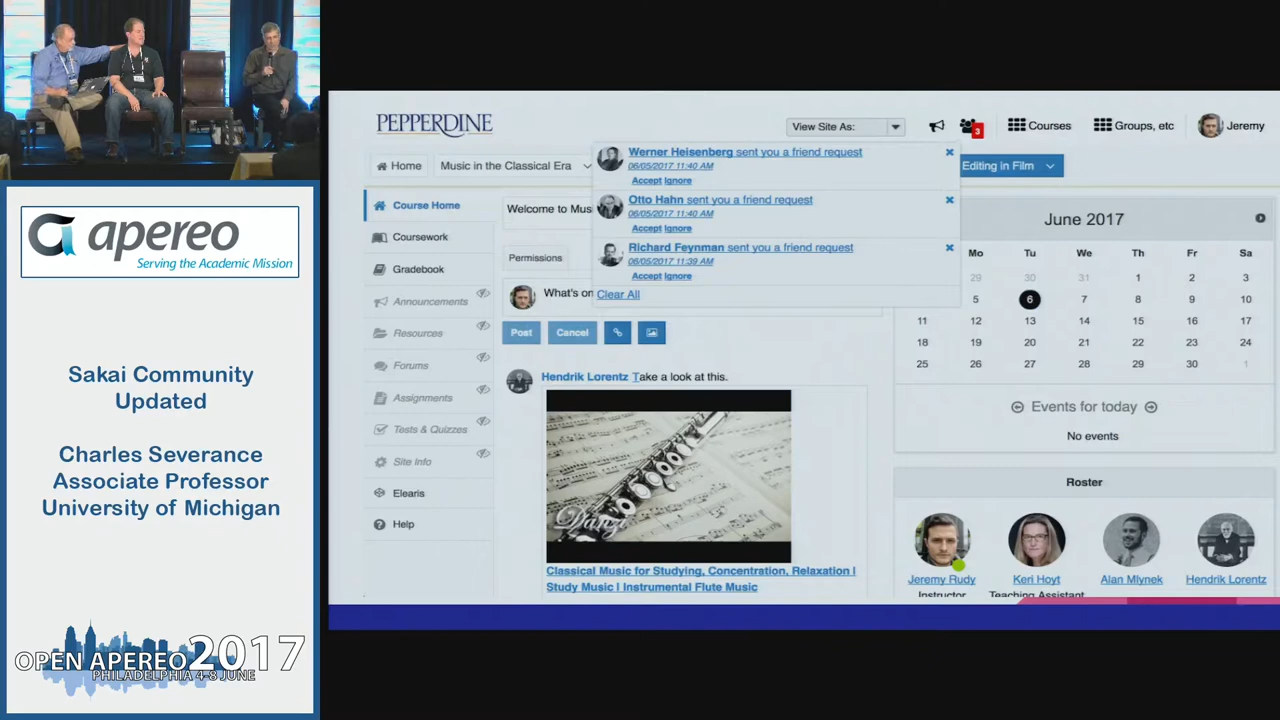 apereo
Serving the Academic Mission
Sakai Community
Updated
Charles Severance
Associate Professor
University of Michigan
OPEN APEREO 2017
PHILADELPHIA 4-8 JUNE
PEPPERDINE
View Site As:
3
Courses
Groups, etc
Jeremy
Home
Music in the Classical Era
Editing in Film
Werner Heisenberg sent you a friend request
06/05/2017 11:40 AM
Accept Ignore
Otto Hahn sent you a friend request
06/05/2017 11:40 AM
Accept Ignore
Richard Feynman sent you a friend request
06/05/2017 11:39 AM
Accept Ignore
Clear All
Course Home
Coursework
Gradebook
Announcements
Resources
Forums
Assignments
Tests & Quizzes
Site Info
Elearis
Help
Welcome to Mus
Permissions
What's on
Post
Cancel
Hendrik Lorentz Take a look at this.
Danzi
Classical Music for Studying, Concentration, Relaxation |
Study Music | Instrumental Flute Music
June 2017
Mo Tu We Th Fr Sa
29 30 31 1 2 3
5 6 7 8 9 10
11 12 13 14 15 16 17
18 19 20 21 22 23 24
25 26 27 28 29 30 1
Events for today
No events
Roster
Jeremy Rudy
Instructor
Keri Hoyt
Teaching Assistant
Alan Mlynek
Hendrik Lorentz